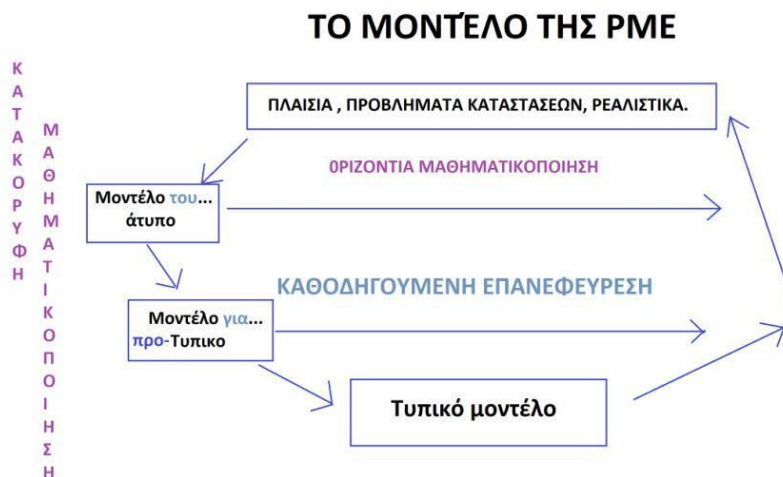 ΤΟ ΜΟΝΤΈΛΟ ΤΗΣ ΡΜΕ
ΚΑΤΑΚΟΡΥΦΗ
ΜΑΘΗΜΑΤΙΚΟΠΟΙΗΣΗ
ΠΛΑΙΣΙΑ , ΠΡΟΒΛΗΜΑΤΑ ΚΑΤΑΣΤΑΣΕΩΝ, ΡΕΑΛΙΣΤΙΚΑ.
0ΡΙΖΟΝΤΙΑ ΜΑΘΗΜΑΤΙΚΟΠΟΙΗΣΗ
Μοντέλο του...
άτυπο
ΚΑΘΟΔΗΓΟΥΜΕΝΗ ΕΠΑΝΕΦΕΥΡΕΣΗ
Μοντέλο για...
προ-Τυπικο
Τυπικό μοντέλο